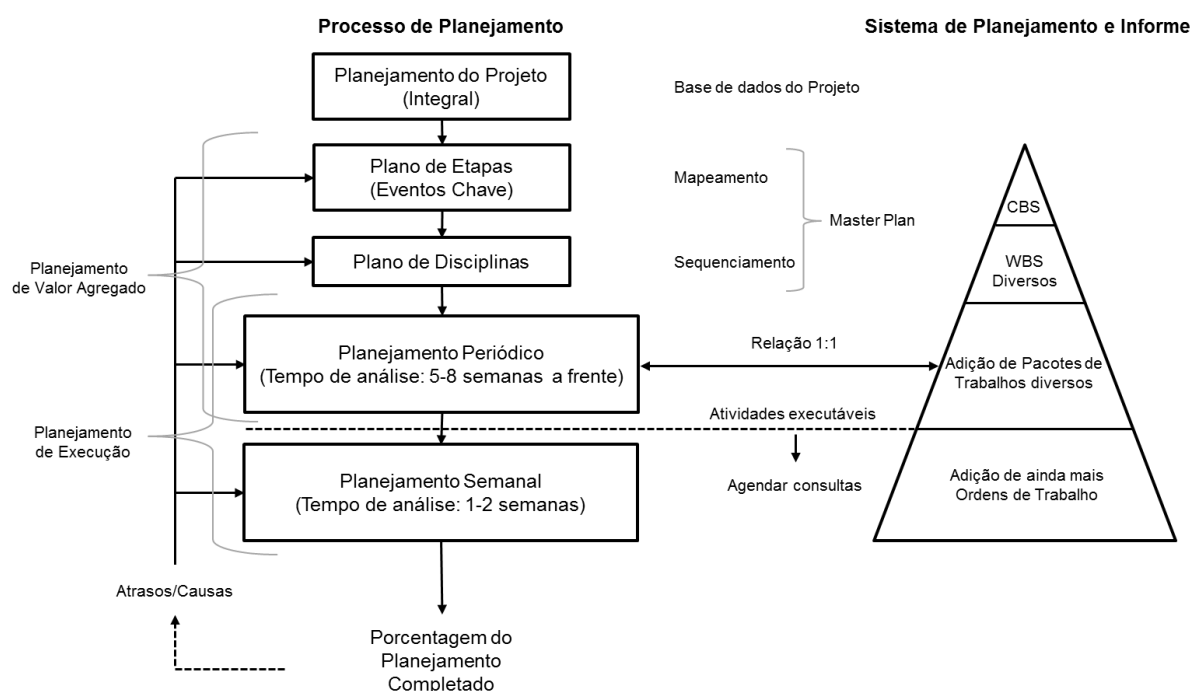 Processo de Planejamento
Sistema de Planejamento e Informe
Planejamento do Projeto
(Integral)
Base de dados do Projeto
Plano de Etapas
(Eventos Chave)
Mapeamento
Master Plan
CBS
Plano de Disciplinas
Sequenciamento
WBS
Diversos
Planejamento
de Valor Agregado
Planejamento Periódico
(Tempo de análise: 5-8 semanas a frente)
Relação 1:1
Adição de Pacotes de
Trabalhos diversos
Atividades executáveis
Planejamento
de Execução
Planejamento Semanal
(Tempo de análise: 1-2 semanas)
Agendar consultas
Adição de ainda mais
Ordens de Trabalho
Atrasos/Causas
Porcentagem do
Planejamento
Completado